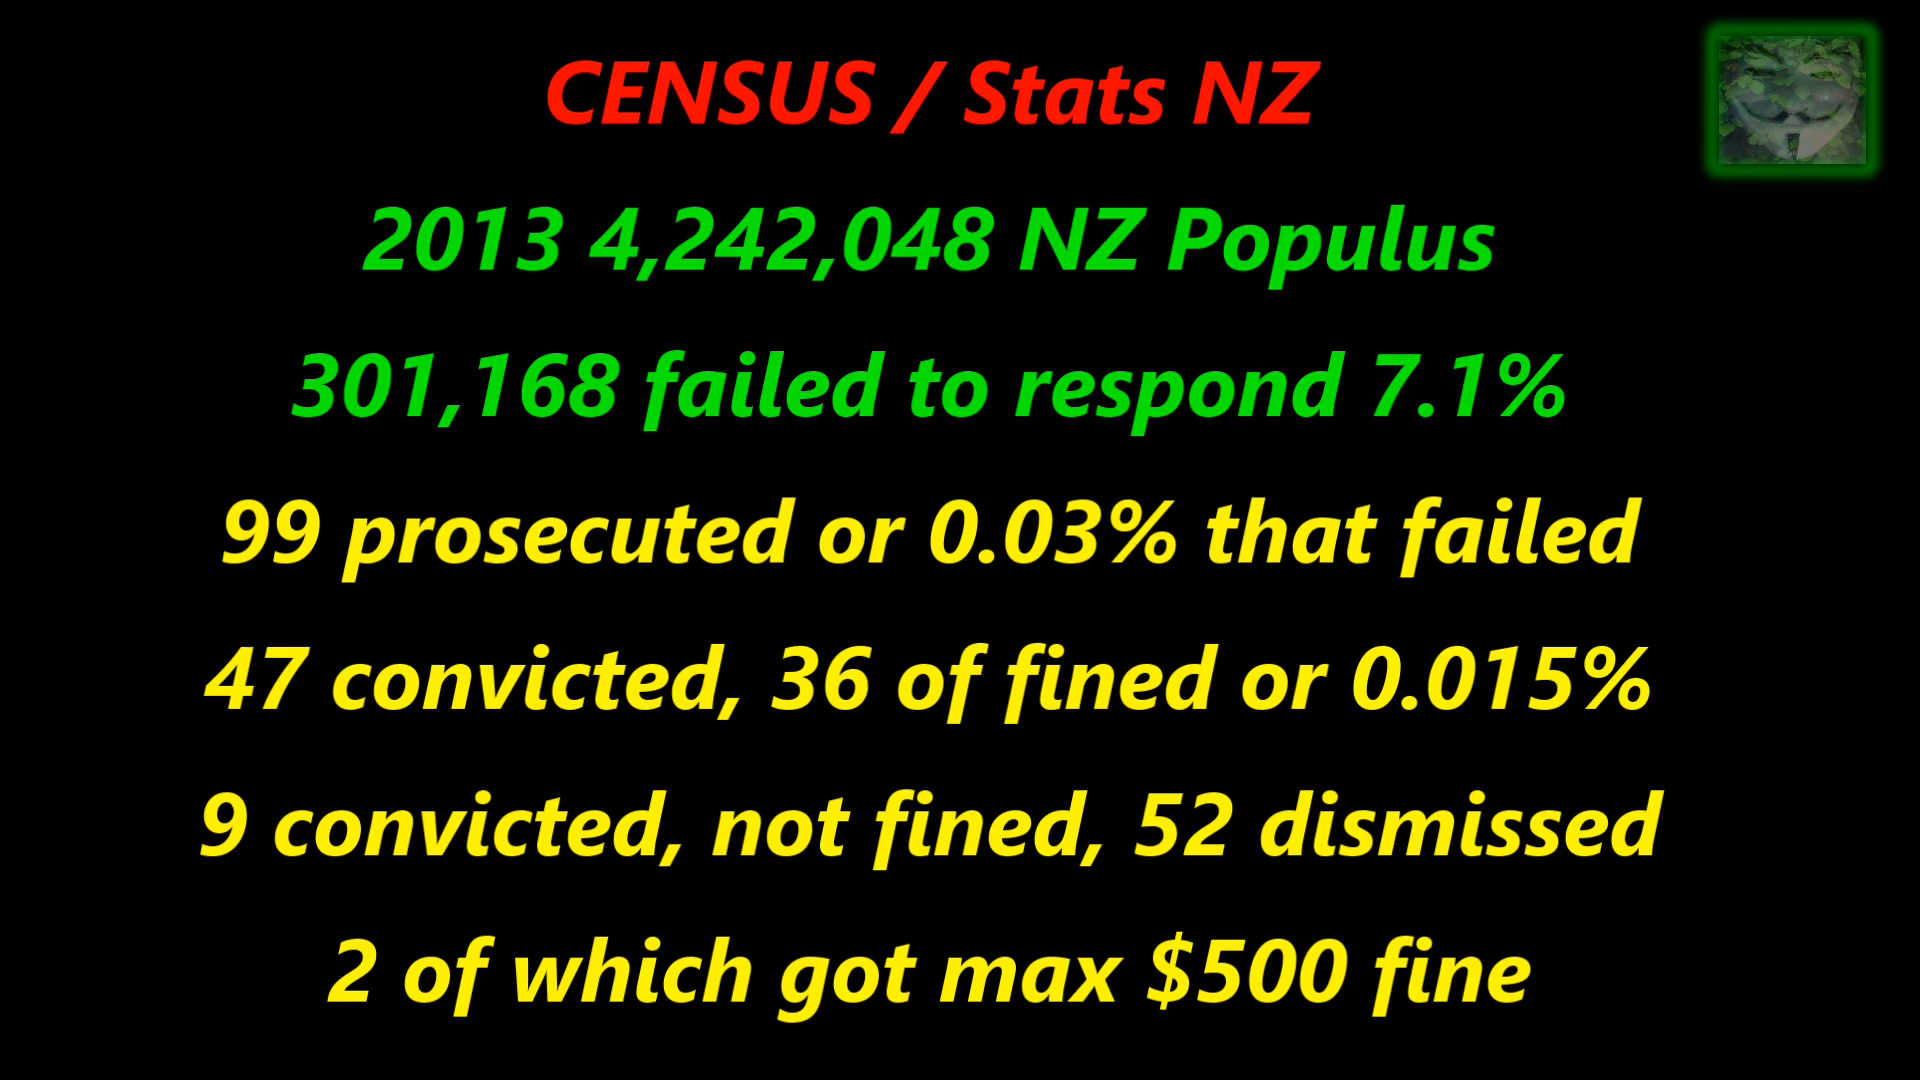 CENSUS / Stats NZ
2013 4,242,048 NZ Populus
301,168 failed to respond 7.1%
99 prosecuted or 0.03% that failed
47 convicted, 36 of fined or 0.015%
9 convicted, not fined, 52 dismissed
2 of which got max $500 fine